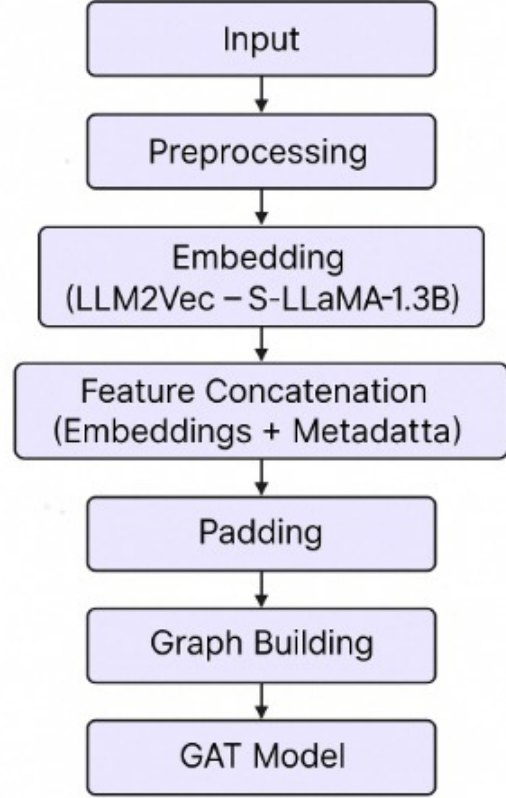 Input
Preprocessing
Embedding
(LLM2Vec – S-LLaMA-1.3B)
Feature Concatenation
(Embeddings + Metadatta)
Padding
Graph Building
GAT Model